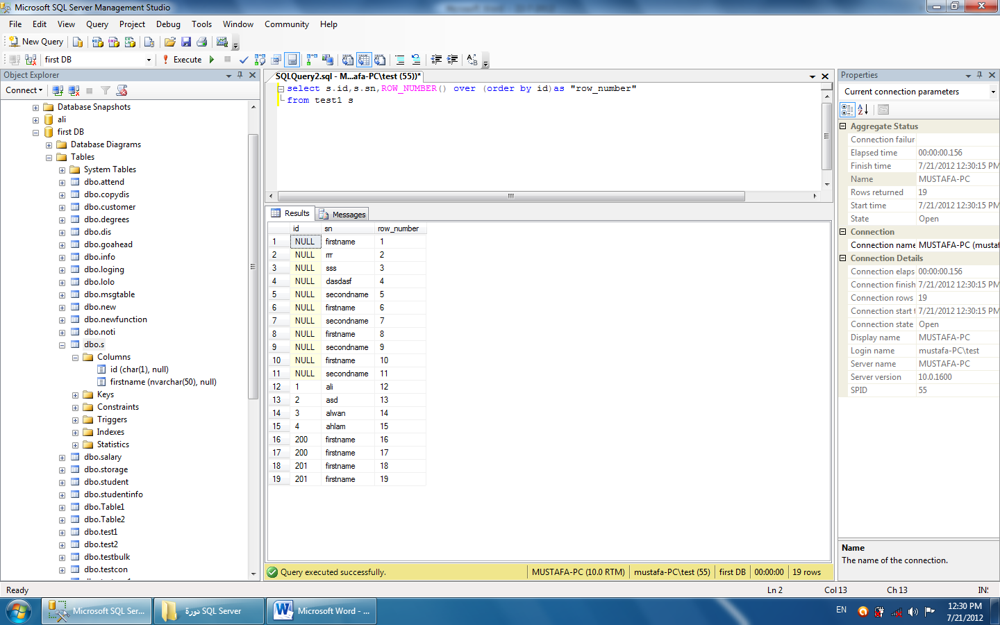 Microsoft SQL Server Management Studio
File Edit View Query Project Debug Tools Window Community Help
New Query
first DB Execute
Object Explorer
Connect
Database Snapshots
ali
first DB
Database Diagrams
Tables
System Tables
dbo.attend
dbo.copydis
dbo.customer
dbo.degrees
dbo.dis
dbo.goahead
dbo.info
dbo.loging
dbo.lolo
dbo.msgtable
dbo.new
dbo.newfunction
dbo.noti
dbo.s
Columns
id (char(1), null)
firstname (nvarchar(50), null)
Keys
Constraints
Triggers
Indexes
Statistics
dbo.salary
dbo.storage
dbo.student
dbo.studentinfo
dbo.Table1
dbo.Table2
dbo.test1
dbo.test2
dbo.testbulk
dbo.testcon
SQLQuery2.sql - M...afa-PC\test (55))*
select s.id,s.sn,ROW_NUMBER() over (order by id)as "row_number"
from test1 s
Results Messages
id sn row_number
1 NULL firstname 1
2 NULL rrr 2
3 NULL sss 3
4 NULL dasdasf 4
5 NULL secondname 5
6 NULL firstname 6
7 NULL secondname 7
8 NULL firstname 8
9 NULL secondname 9
10 NULL firstname 10
11 NULL secondname 11
12 1 ali 12
13 2 asd 13
14 3 alwan 14
15 4 ahlam 15
16 200 firstname 16
17 200 firstname 17
18 201 firstname 18
19 201 firstname 19
Query executed successfully. MUSTAFA-PC (10.0 RTM) mustafa-PC\test (55) first DB 00:00:00 19 rows
Properties
Current connection parameters
Aggregate Status
Connection failur
Elapsed time 00:00:00.156
Finish time 7/21/2012 12:30:15 PM
Name MUSTAFA-PC
Rows returned 19
Start time 7/21/2012 12:30:15 PM
State Open
Connection
Connection name MUSTAFA-PC (mustaf
Connection Details
Connection elaps 00:00:00.156
Connection finish 7/21/2012 12:30:15 PM
Connection rows 19
Connection start t 7/21/2012 12:30:15 PM
Connection state Open
Display name MUSTAFA-PC
Login name mustafa-PC\test
Server name MUSTAFA-PC
Server version 10.0.1600
SPID 55
Name
The name of the connection.
Ready Ln 2 Col 13 Ch 13 INS
Microsoft SQL Ser... دورة SQL Server Microsoft Word - ... EN 12:30 PM
7/21/2012